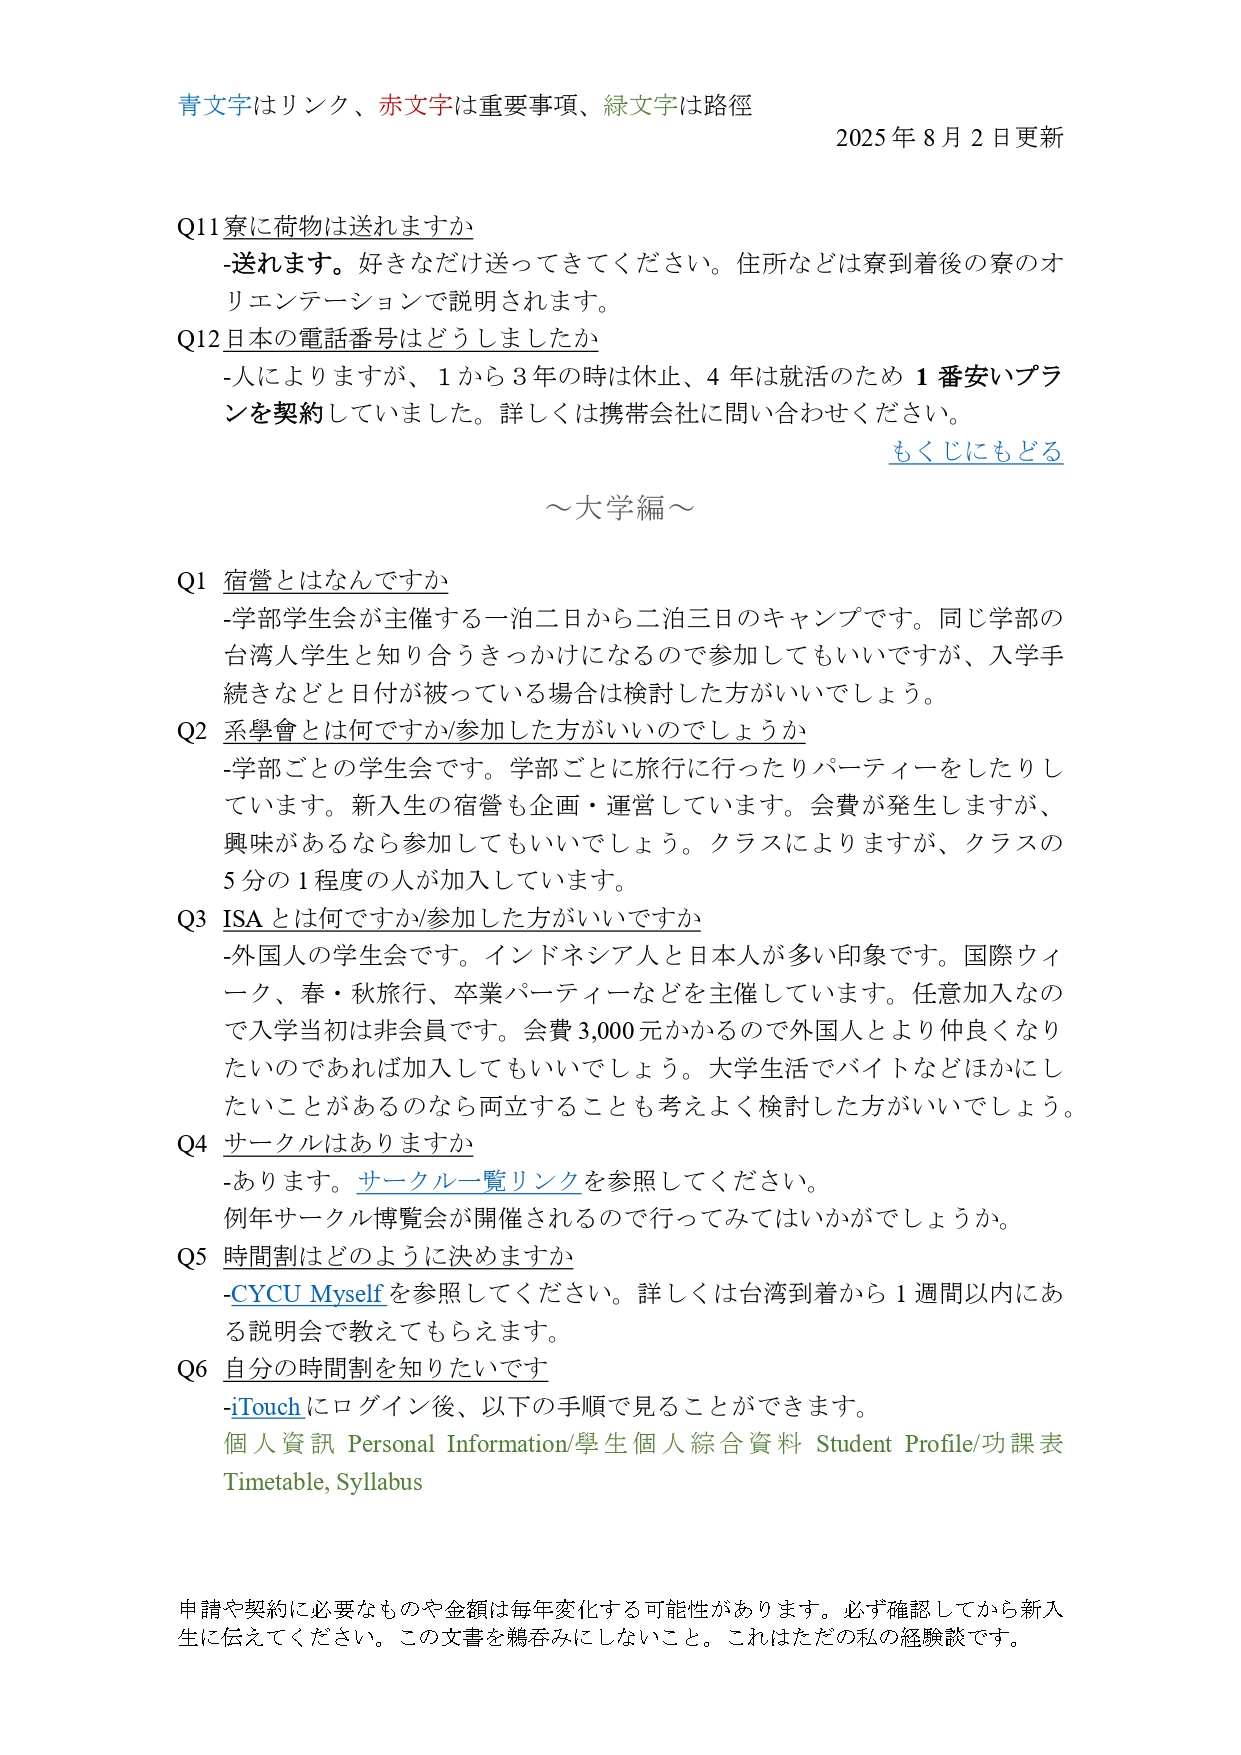 青文字はリンク、赤文字は重要事項、緑文字は路徑
2025年8月2日更新
Q11寮に荷物は送れますか
-送れます。好きなだけ送ってきてください。住所などは寮到着後の寮のオ
リエンテーションで説明されます。
Q12日本の電話番号はどうしましたか
-人によりますが、1から3年の時は休止、4年は就活のため1番安いプラ
ンを契約していました。詳しくは携帯会社に問い合わせください。
もくじにもどる
～大学編～
Q1 宿營とはなんですか
-学部学生会が主催する一泊二日から二泊三日のキャンプです。同じ学部の
台湾人学生と知り合うきっかけになるので参加してもいいですが、入学手
続きなどと日付が被っている場合は検討した方がいいでしょう。
Q2 系學會とは何ですか/参加した方がいいのでしょうか
-学部ごとの学生会です。学部ごとに旅行に行ったりパーティーをしたりし
ています。新入生の宿營も企画・運営しています。会費が発生しますが、
興味があるなら参加してもいいでしょう。クラスによりますが、クラスの
5分の1程度の人が加入しています。
Q3 ISAとは何ですか/参加した方がいいですか
-外国人の学生会です。インドネシア人と日本人が多い印象です。国際ウィ
ーク、春・秋旅行、卒業パーティーなどを主催しています。任意加入なの
で入学当初は非会員です。会費3,000元かかるので外国人とより仲良くなり
たいのであれば加入してもいいでしょう。大学生活でバイトなどほかにし
たいことがあるのなら両立することも考えよく検討した方がいいでしょう。
Q4 サークルはありますか
-あります。サークル一覧リンクを参照してください。
例年サークル博覧会が開催されるので行ってみてはいかがでしょうか。
Q5 時間割はどのように決めますか
-CYCU Myselfを参照してください。詳しくは台湾到着から1週間以内にあ
る説明会で教えてもらえます。
Q6 自分の時間割を知りたいです
-iTouchにログイン後、以下の手順で見ることができます。
個人資訊 Personal Information/學生個人綜合資料 Student Profile/功課表
Timetable, Syllabus
申請や契約に必要なものや金額は毎年変化する可能性があります。必ず確認してから新入
生に伝えてください。この文書を鵜呑みにしないこと。これはただの私の経験談です。